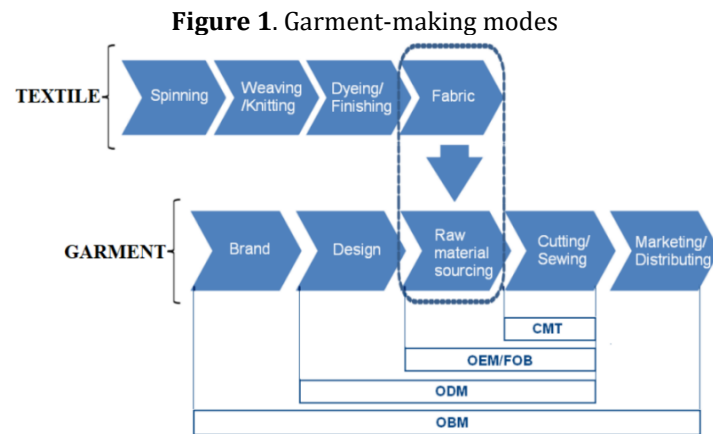 Figure 1. Garment-making modes
TEXTILE
Spinning
Weaving
/Knitting
Dyeing/
Finishing
Fabric
GARMENT
Brand
Design
Raw
material
sourcing
Cutting/
Sewing
Marketing/
Distributing
CMT
OEM/FOB
ODM
OBM